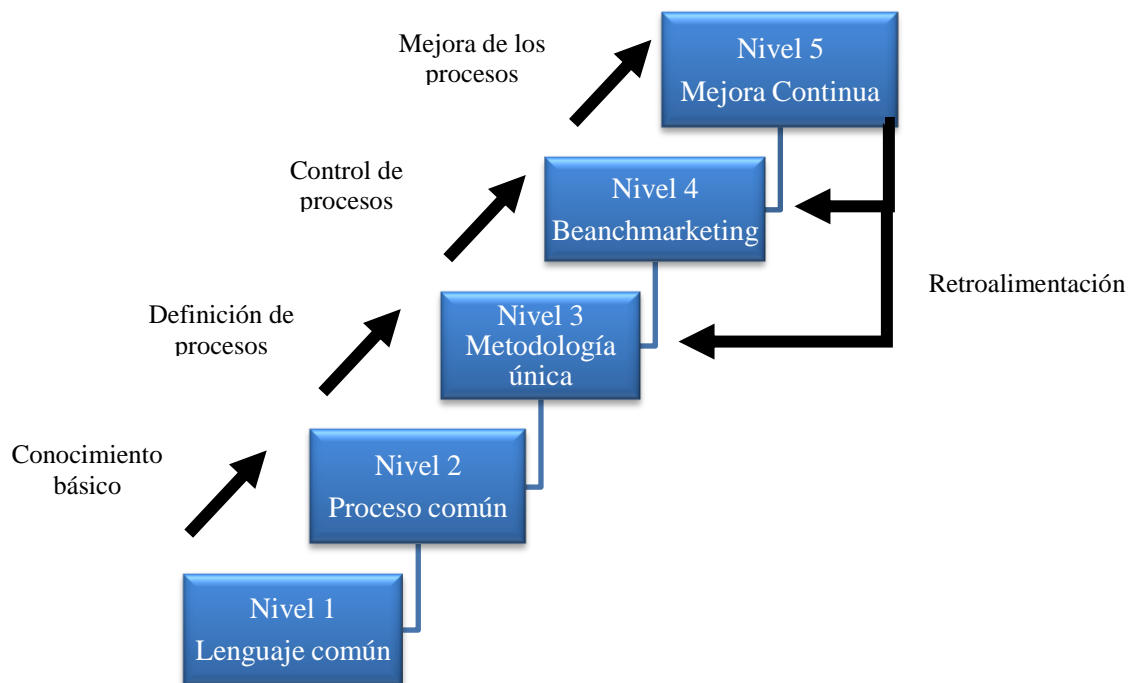 Mejora de los
procesos
Nivel 5
Mejora Continua
Control de
procesos
Nivel 4
Beanchmarketing
Retroalimentación
Definición de
procesos
Nivel 3
Metodología
única
Conocimiento
básico
Nivel 2
Proceso común
Nivel 1
Lenguaje común